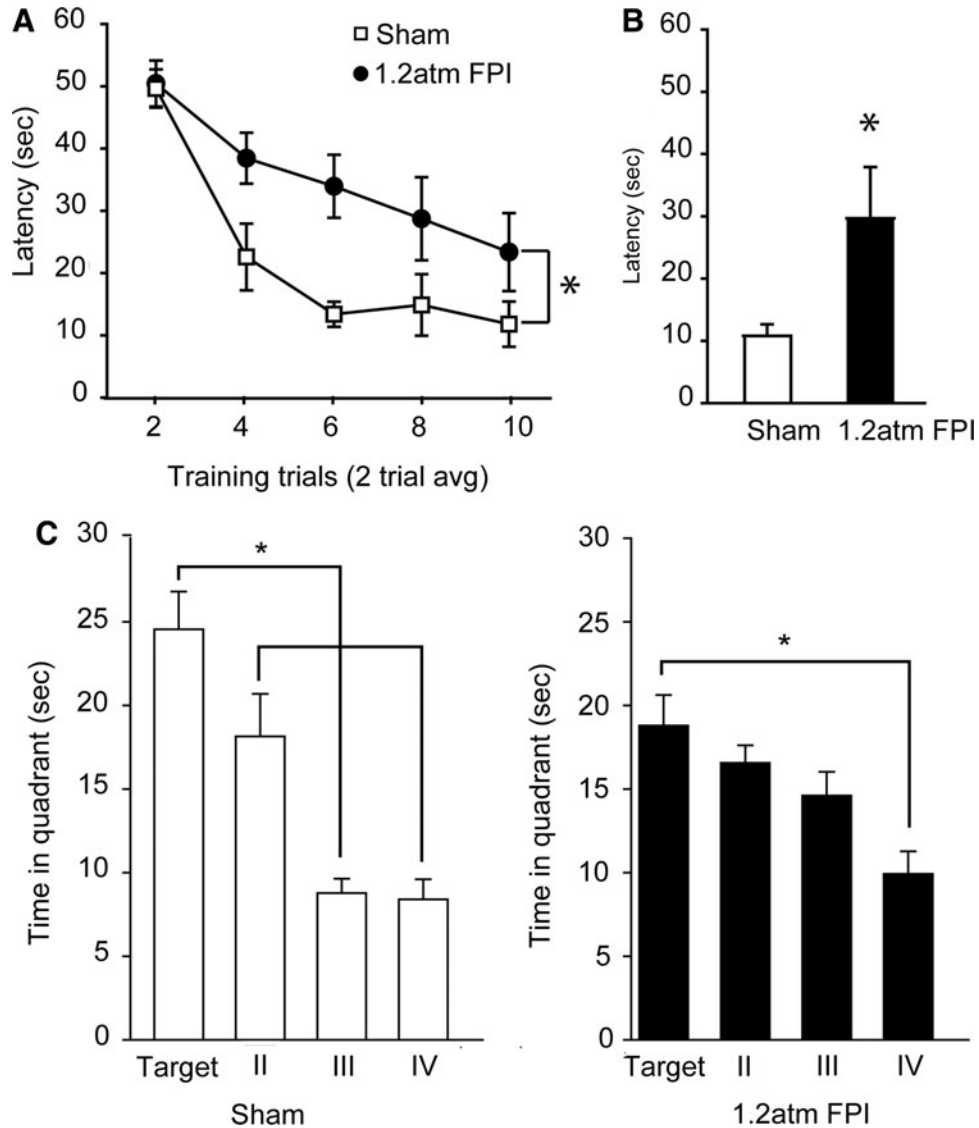 A
60
50
40
30
20
10
0
Latency (sec)
Sham
1.2atm FPI
*
2 4 6 8 10
Training trials (2 trial avg)
B
60
50
40
30
20
10
0
Latency (sec)
*
Sham 1.2atm FPI
C
30
25
20
15
10
5
0
Time in quadrant (sec)
*
Target II III IV
Sham
30
25
20
15
10
5
0
Time in quadrant (sec)
*
Target II III IV
1.2atm FPI